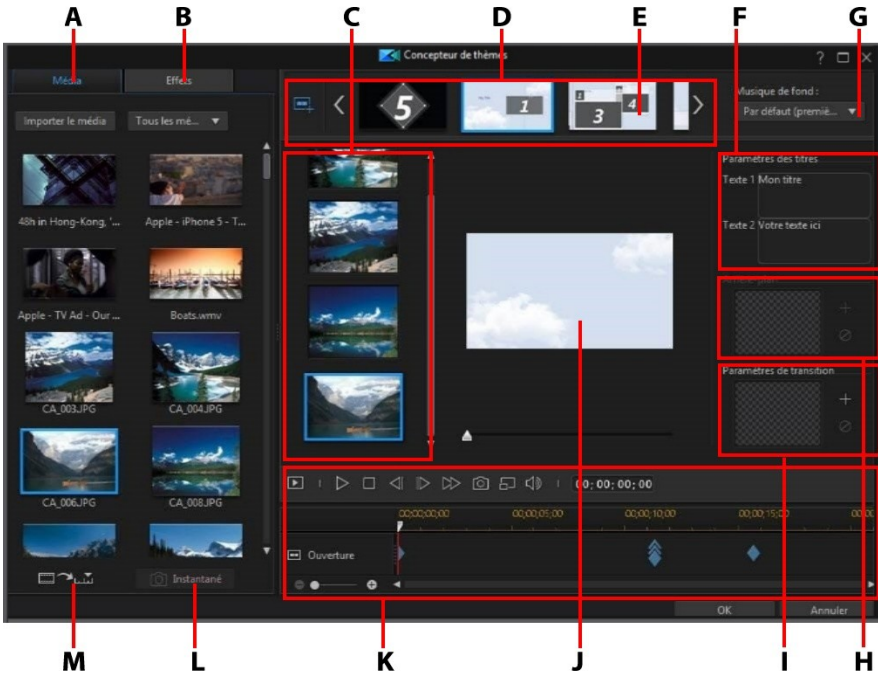 A B C D E F G
Concepteur de thèmes
Média Effets
Importer le média Tous les mé...
5 1 3 4
Musique de fond :
Par défaut (premiè...
48h in Hong-Kong, '... Apple - iPhone 5 - T...
Paramètres des titres
Texte 1 Mon titre
Texte 2 Votre texte ici
Apple - TV Ad - Our ... Boats.wmv
CA_003.JPG CA_004.JPG
Paramètres de transition
CA_006.JPG CA_008.JPG
00; 00; 00; 00
00;00;00;00 00;00;05;00 00;00;10;00 00;00;15;00
Ouverture
Instantané
OK Annuler
M L K J I H